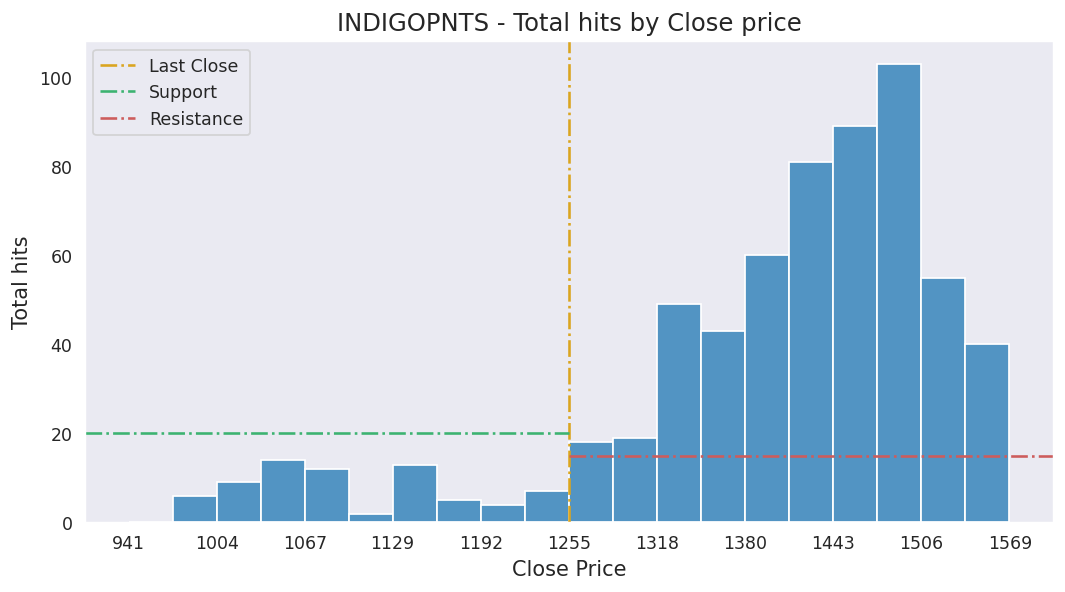 INDIGOPNTS - Total hits by Close price
Last Close
Support
Resistance
Total hits
100
80
60
40
20
0
941 1004 1067 1129 1192 1255 1318 1380 1443 1506 1569
Close Price